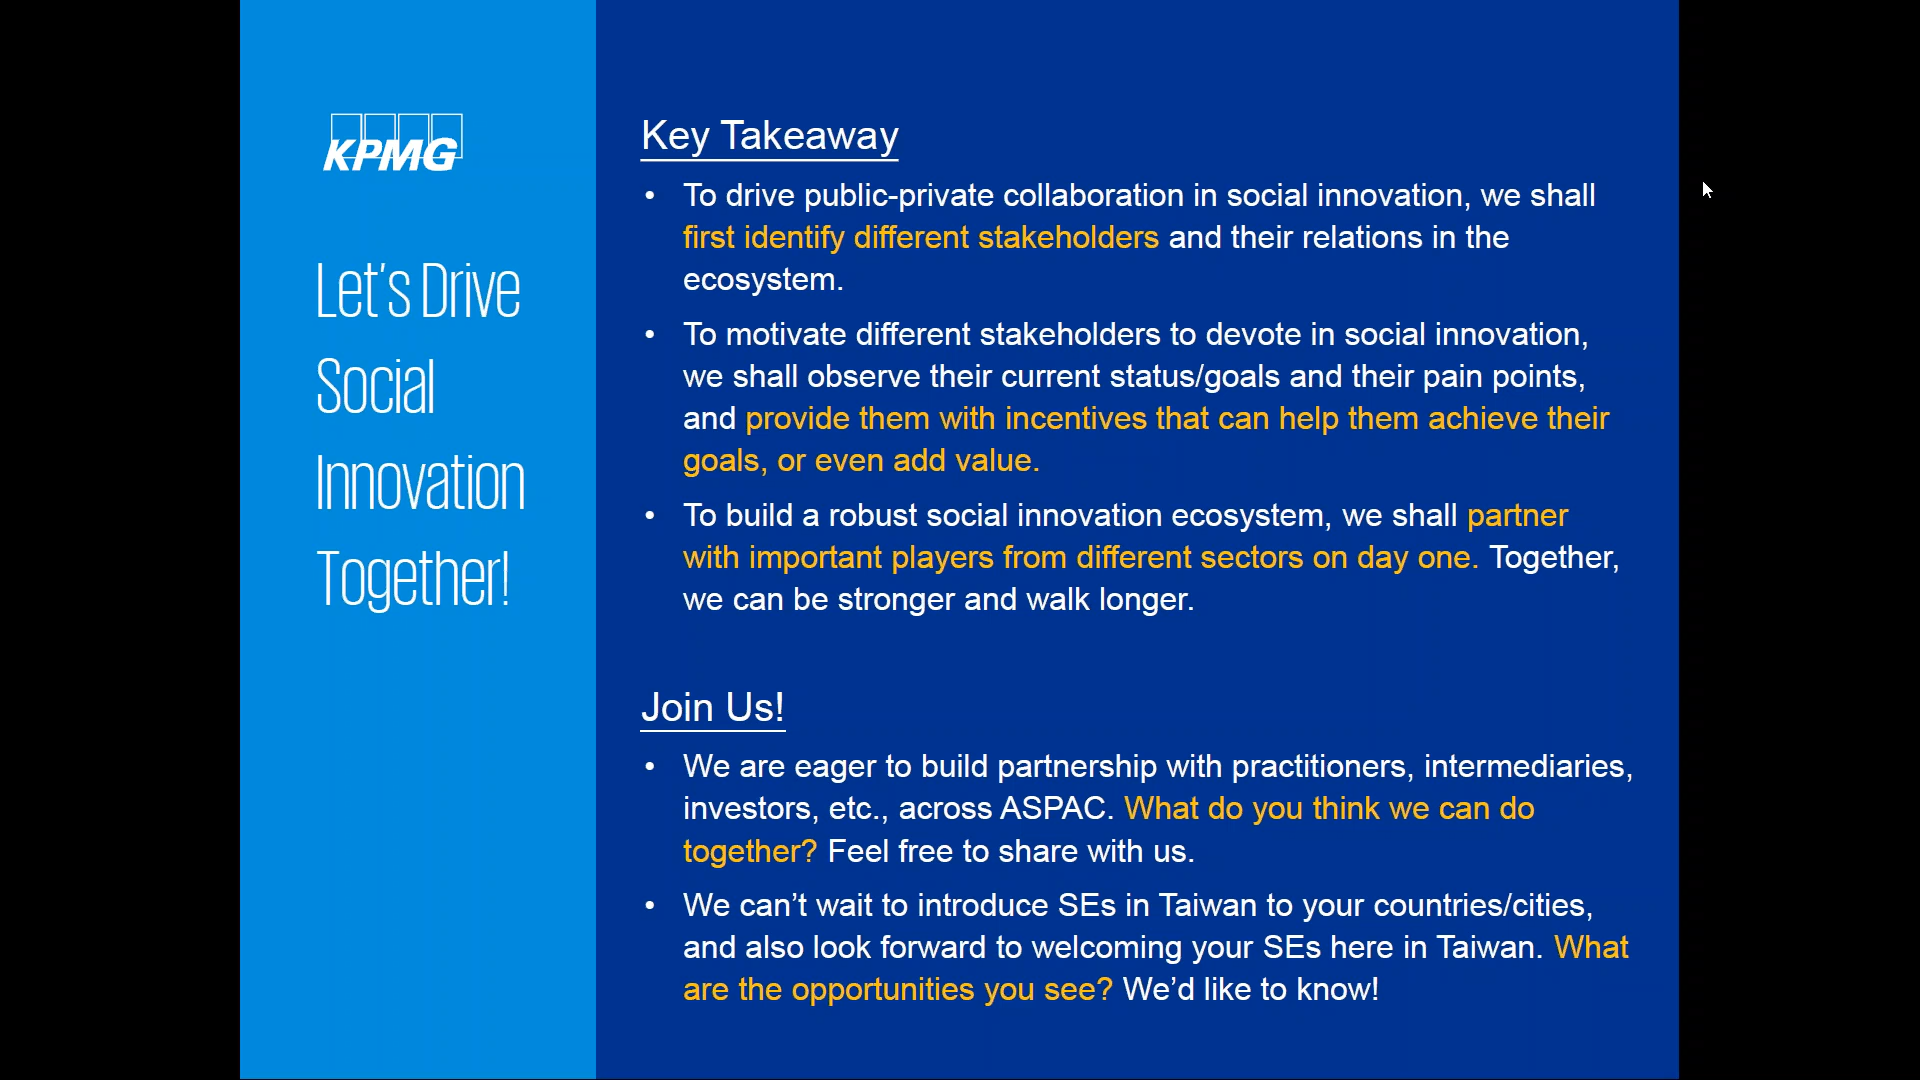 KPMG
Let's Drive
Social
Innovation
Together!
Key Takeaway
• To drive public-private collaboration in social innovation, we shall
first identify different stakeholders and their relations in the
ecosystem.
• To motivate different stakeholders to devote in social innovation,
we shall observe their current status/goals and their pain points,
and provide them with incentives that can help them achieve their
goals, or even add value.
• To build a robust social innovation ecosystem, we shall partner
with important players from different sectors on day one. Together,
we can be stronger and walk longer.
Join Us!
• We are eager to build partnership with practitioners, intermediaries,
investors, etc., across ASPAC. What do you think we can do
together? Feel free to share with us.
• We can’t wait to introduce SEs in Taiwan to your countries/cities,
and also look forward to welcoming your SEs here in Taiwan. What
are the opportunities you see? We’d like to know!